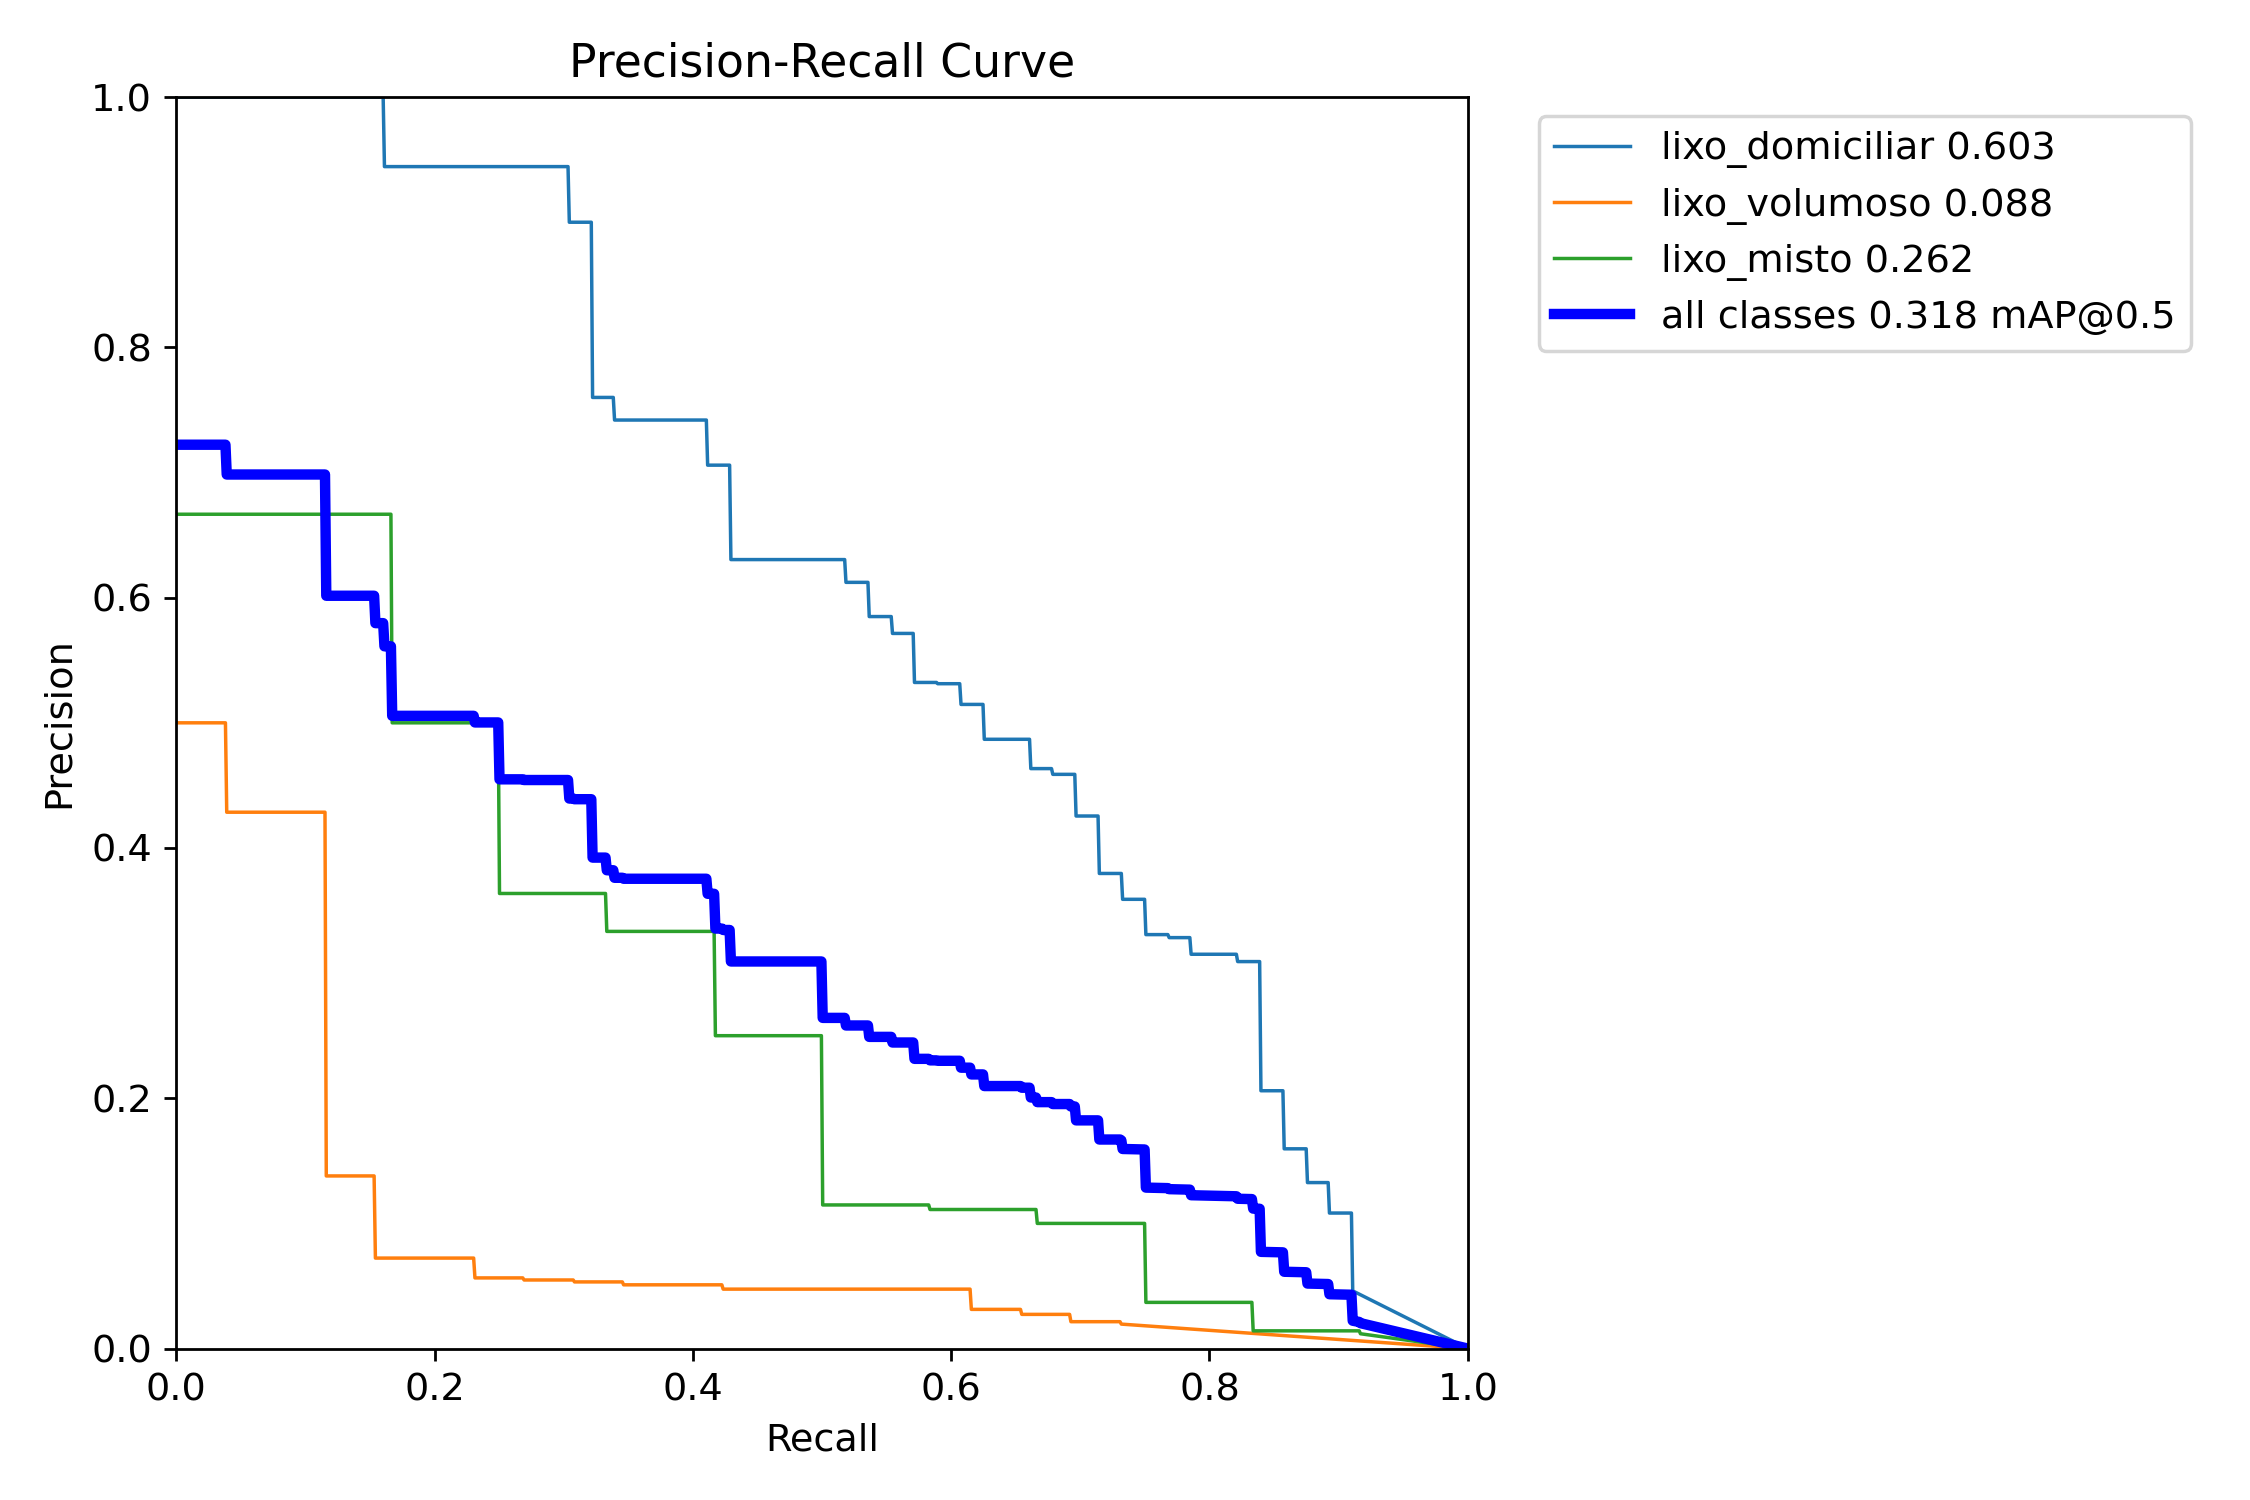 Precision-Recall Curve
1.0
0.8
0.6
0.4
0.2
0.0
Precision
0.0 0.2 0.4 0.6 0.8 1.0
Recall
lixo_domiciliar 0.603
lixo_volumoso 0.088
lixo_misto 0.262
all classes 0.318 mAP@0.5